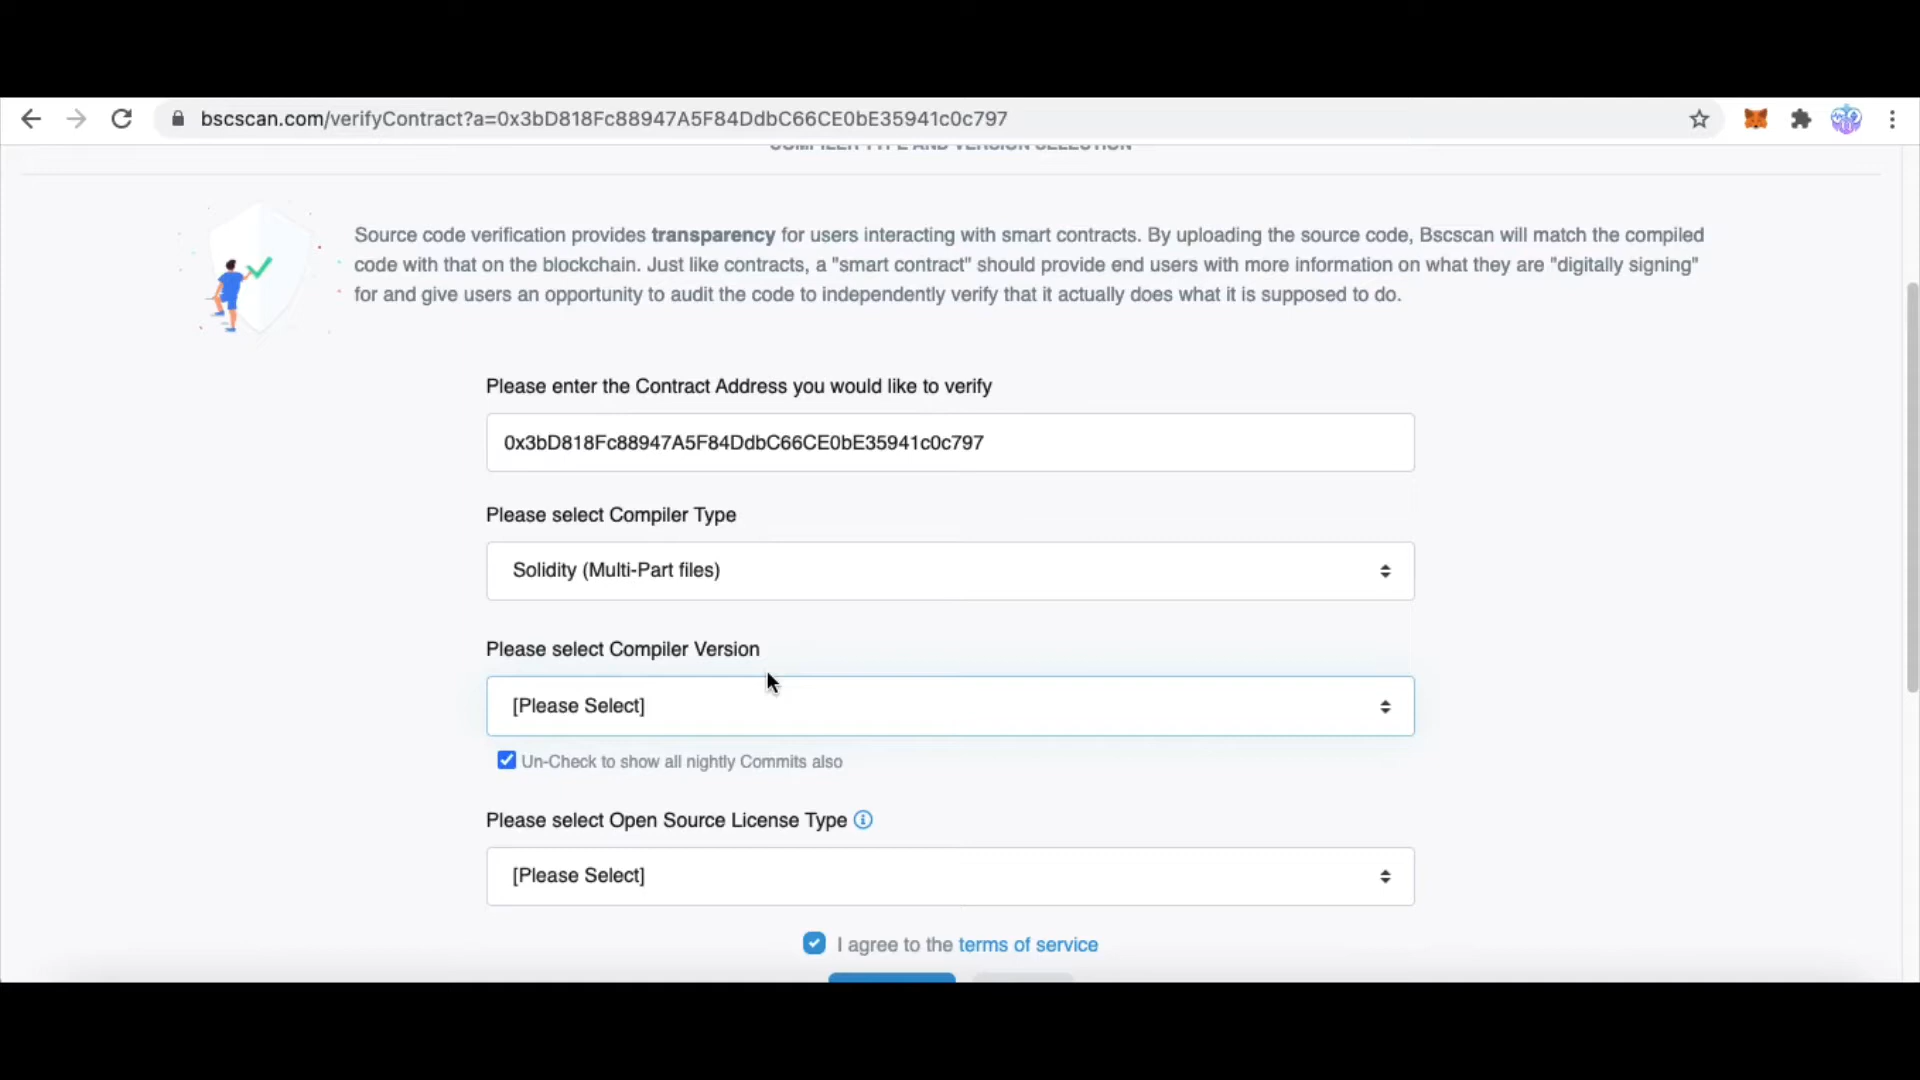 bscscan.com/verifyContract?a=0x3bD818Fc88947A5F84DdbC66CE0bE35941c0c797
COMPILER TYPE AND VERSION SELECTION
Source code verification provides transparency for users interacting with smart contracts. By uploading the source code, Bscscan will match the compiled
code with that on the blockchain. Just like contracts, a "smart contract" should provide end users with more information on what they are "digitally signing"
for and give users an opportunity to audit the code to independently verify that it actually does what it is supposed to do.
Please enter the Contract Address you would like to verify
0x3bD818Fc88947A5F84DdbC66CE0bE35941c0c797
Please select Compiler Type
Solidity (Multi-Part files)
Please select Compiler Version
[Please Select]
Un-Check to show all nightly Commits also
Please select Open Source License Type
[Please Select]
I agree to the terms of service